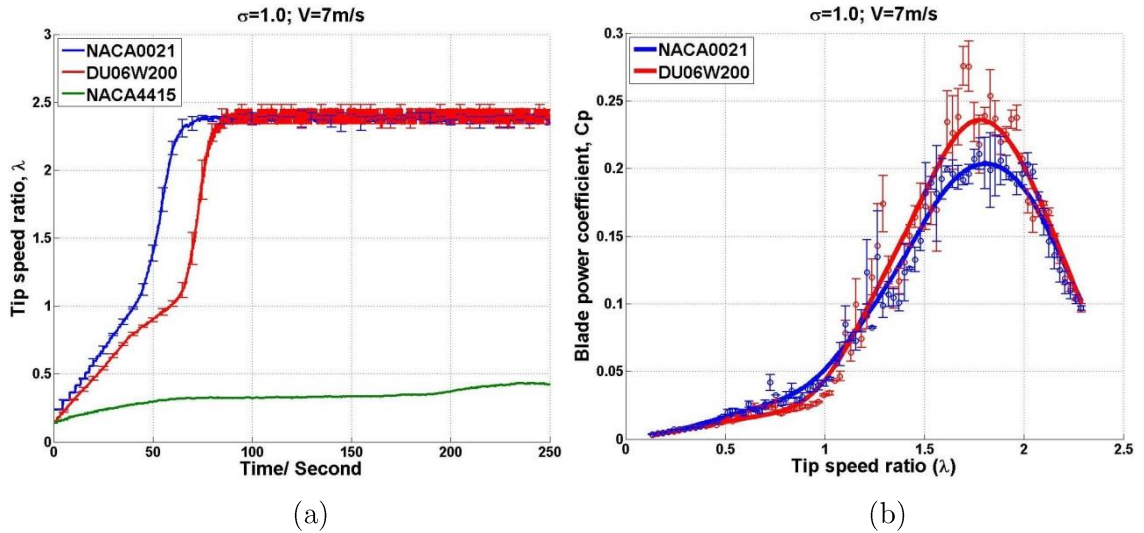 σ=1.0; V=7m/s
NACA0021
DU06W200
NACA4415
Tip speed ratio, λ
3
2.5
2
1.5
1
0.5
0
0 50 100 150 200 250
Time/ Second
(a)
σ=1.0; V=7m/s
NACA0021
DU06W200
Blade power coefficient, Cp
0.3
0.25
0.2
0.15
0.1
0.05
0
0 0.5 1 1.5 2 2.5
Tip speed ratio (λ)
(b)